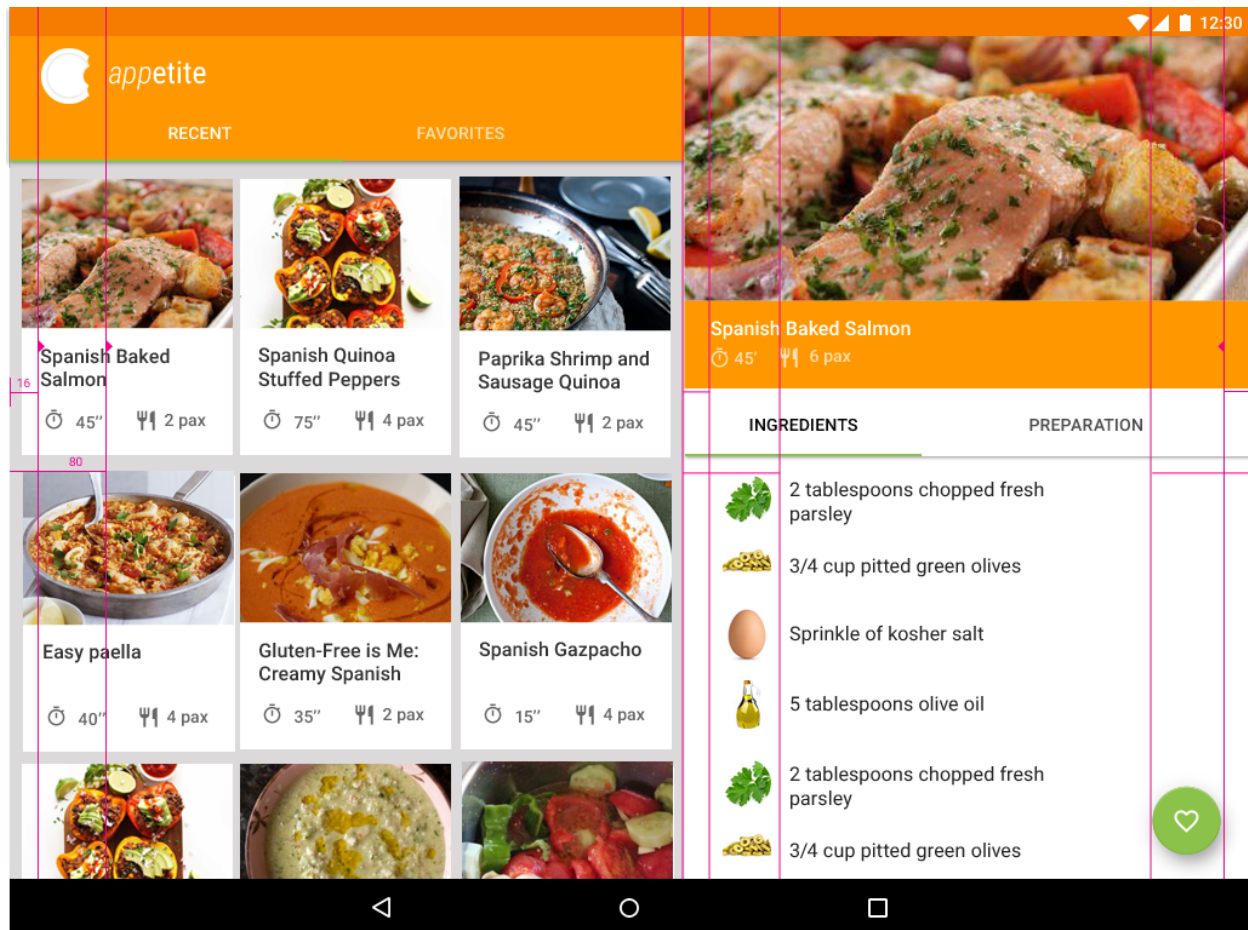 12:30
appetite
RECENT
FAVORITES
Spanish Baked
Salmon
45’’
2 pax
Spanish Quinoa
Stuffed Peppers
75’’
4 pax
Paprika Shrimp and
Sausage Quinoa
45’’
2 pax
16
80
Easy paella
40’’
4 pax
Gluten-Free is Me:
Creamy Spanish
35’’
2 pax
Spanish Gazpacho
15’’
4 pax
Spanish Baked Salmon
45’
6 pax
INGREDIENTS
PREPARATION
2 tablespoons chopped fresh
parsley
3/4 cup pitted green olives
Sprinkle of kosher salt
5 tablespoons olive oil
2 tablespoons chopped fresh
parsley
3/4 cup pitted green olives